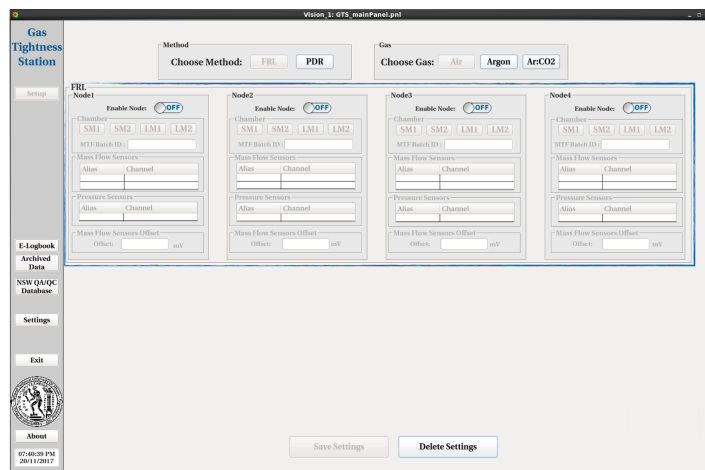 Vision_1: GTS_mainPanel.pnl
Gas
Tightness
Station
Setup
E-Logbook
Archived
Data
NSW QA/QC
Database
Settings
Exit
About
07:40:39 PM
20/11/2017
Method
Choose Method: FRL PDR
Gas
Choose Gas: Air Argon Ar:CO2
FRL
Node1
Enable Node: OFF
Chamber
SM1 SM2 LM1 LM2
MTF Batch ID:
Mass Flow Sensors
Alias Channel
Pressure Sensors
Alias Channel
Mass Flow Sensors Offset
Offset: mV
Node2
Enable Node: OFF
Chamber
SM1 SM2 LM1 LM2
MTF Batch ID:
Mass Flow Sensors
Alias Channel
Pressure Sensors
Alias Channel
Mass Flow Sensors Offset
Offset: mV
Node3
Enable Node: OFF
Chamber
SM1 SM2 LM1 LM2
MTF Batch ID:
Mass Flow Sensors
Alias Channel
Pressure Sensors
Alias Channel
Mass Flow Sensors Offset
Offset: mV
Node4
Enable Node: OFF
Chamber
SM1 SM2 LM1 LM2
MTF Batch ID:
Mass Flow Sensors
Alias Channel
Pressure Sensors
Alias Channel
Mass Flow Sensors Offset
Offset: mV
Save Settings
Delete Settings